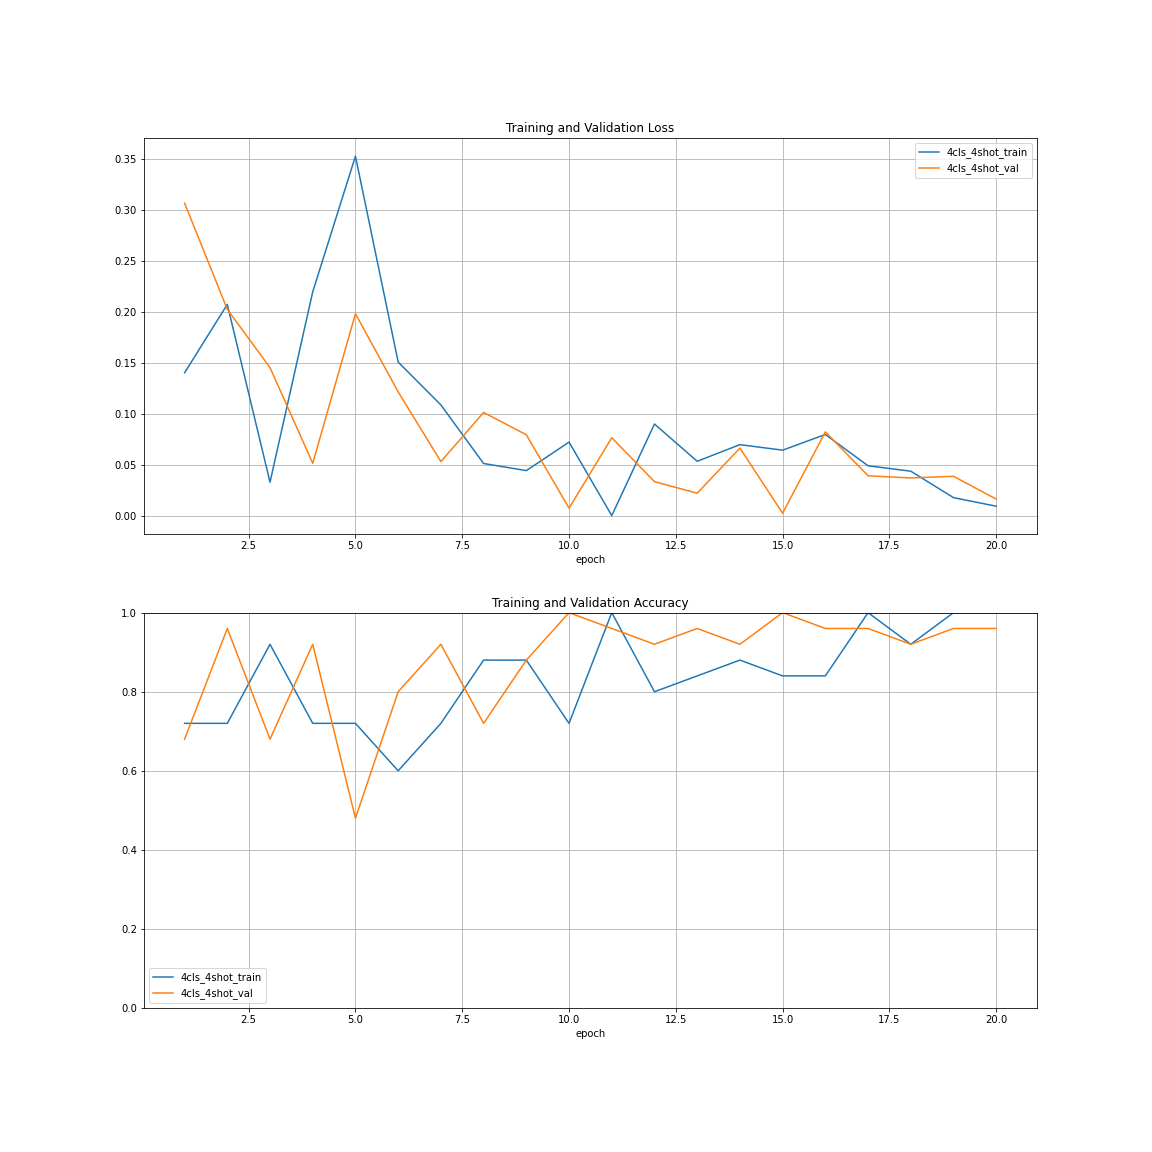 Training and Validation Loss
4cls_4shot_train
4cls_4shot_val
0.35
0.30
0.25
0.20
0.15
0.10
0.05
0.00
2.5 5.0 7.5 10.0 12.5 15.0 17.5 20.0
epoch
Training and Validation Accuracy
1.0
0.8
0.6
0.4
0.2
0.0
4cls_4shot_train
4cls_4shot_val
2.5 5.0 7.5 10.0 12.5 15.0 17.5 20.0
epoch